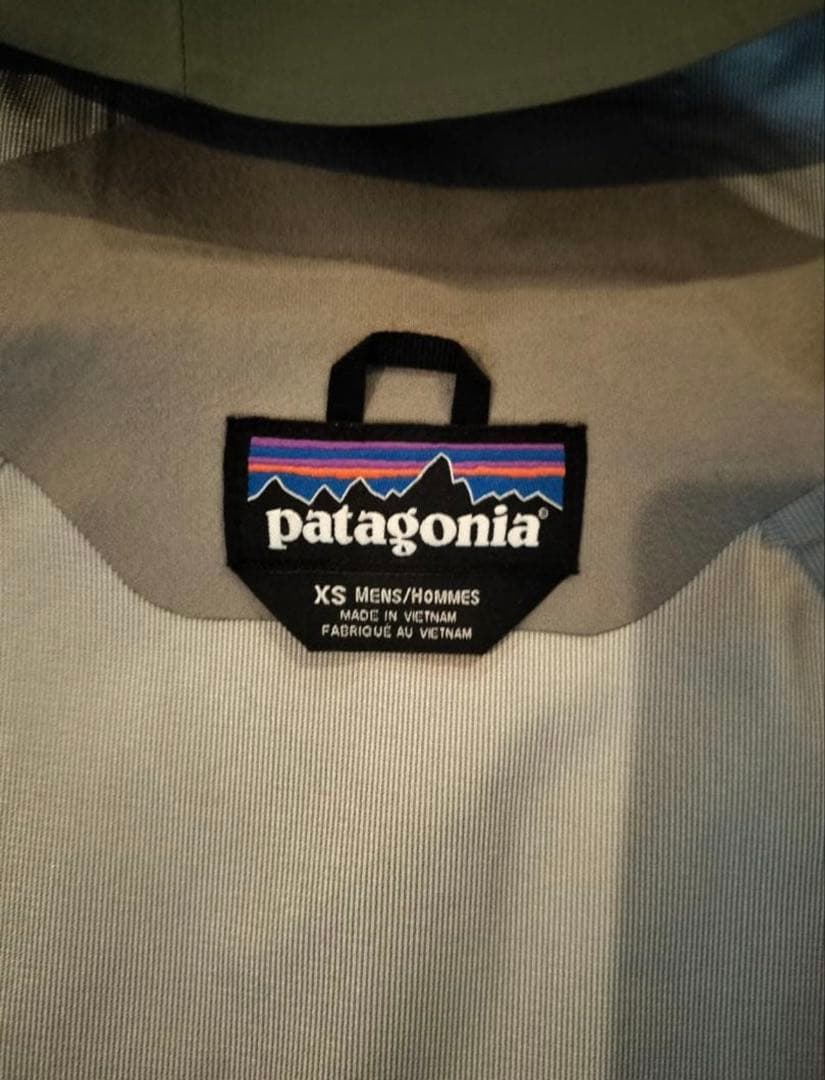 patagonia®
XS MENS/HOMMES
MADE IN VIETNAM
FABRIQUÉ AU VIETNAM